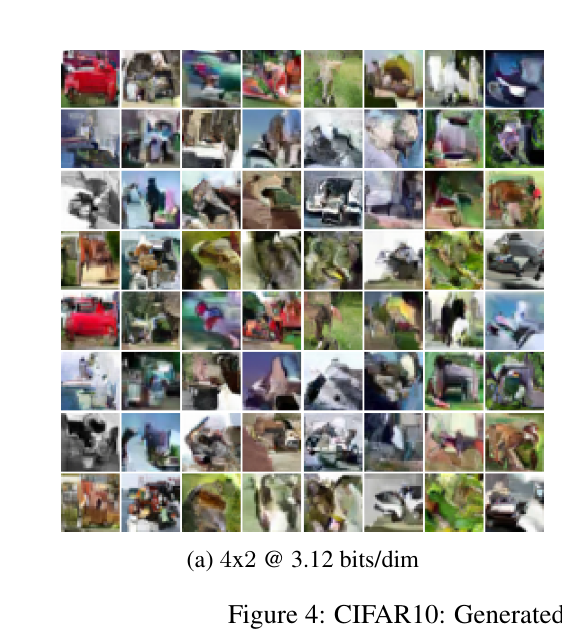 (a) 4x2 @ 3.12 bits/dim
Figure 4: CIFAR10: Generated